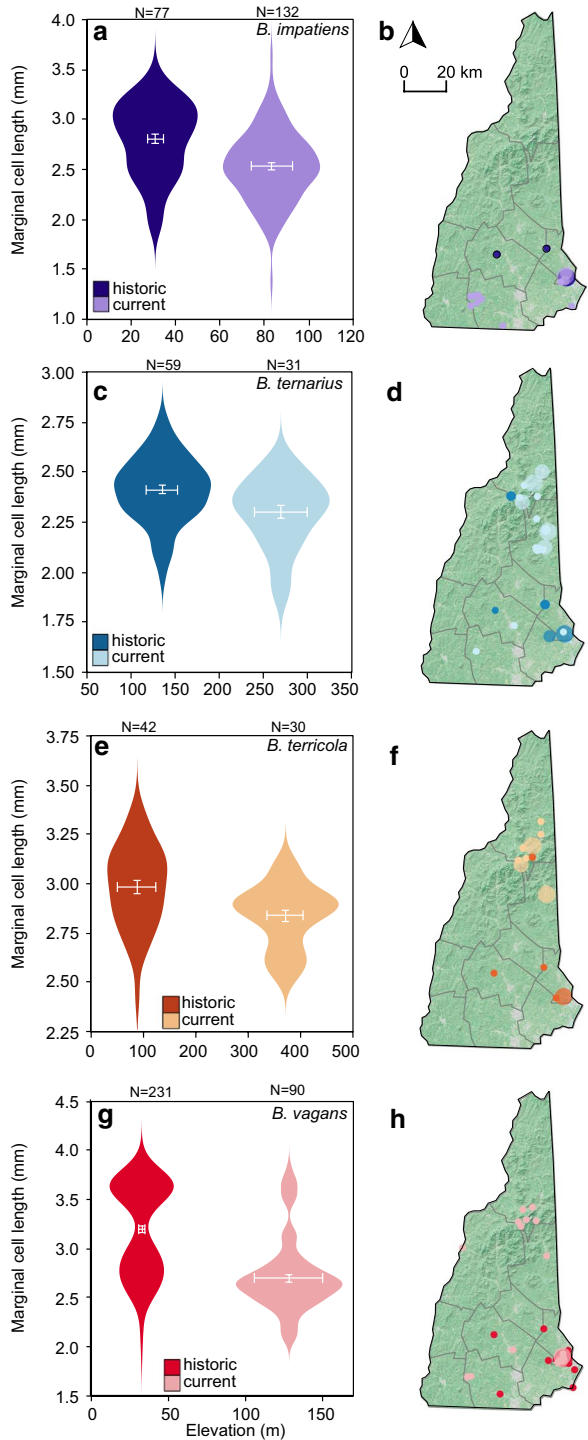 N=77 N=132
a B. impatiens
b
0 20 km
4.0
3.5
3.0
2.5
2.0
1.5
1.0
Marginal cell length (mm)
historic
current
0 20 40 60 80 100 120
N=59 N=31
c B. ternarius
d
3.00
2.75
2.50
2.25
2.00
1.75
1.50
Marginal cell length (mm)
historic
current
50 100 150 200 250 300 350
N=42 N=30
e B. terricola
f
3.75
3.50
3.25
3.00
2.75
2.50
2.25
Marginal cell length (mm)
historic
current
0 100 200 300 400 500
N=231 N=90
g B. vagans
h
4.5
4.0
3.5
3.0
2.5
2.0
1.5
Marginal cell length (mm)
historic
current
0 50 100 150
Elevation (m)